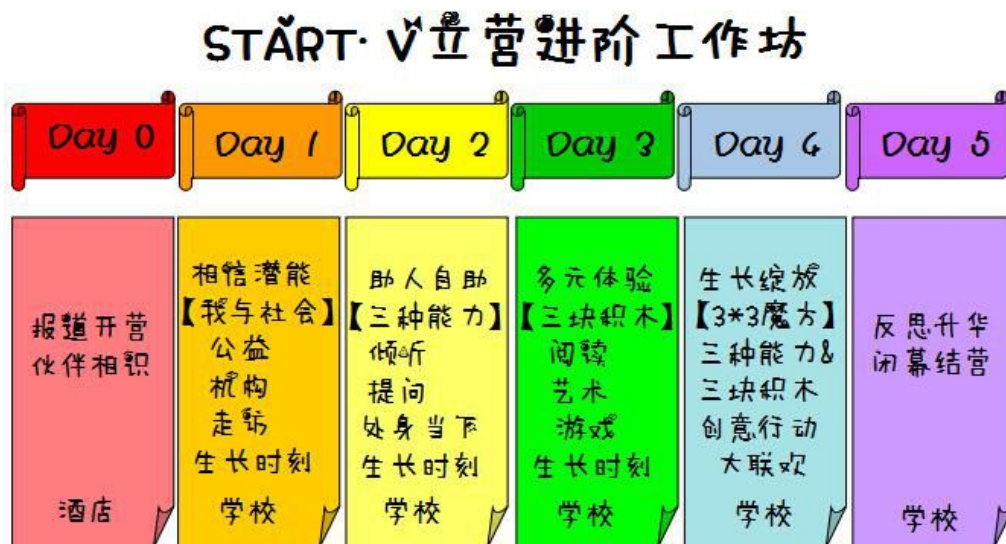 START·V立营进阶工作坊
Day 0
Day 1
Day 2
Day 3
Day 4
Day 5
报道开营
伙伴相识
酒店
相信潜能
【我与社会】
公益
机构
走访
生长时刻
学校
助人自助
【三种能力】
倾听
提问
处身当下
生长时刻
学校
多元体验
【三块积木】
阅读
艺术
游戏
生长时刻
学校
生长绽放
【3*3魔方】
三种能力&
三块积木
创意行动
大联欢
学校
反思升华
闭幕结营
学校